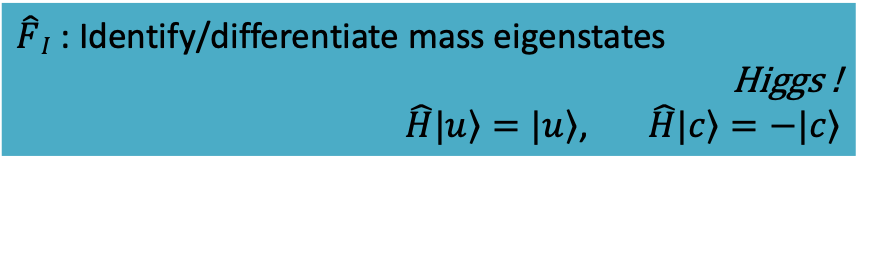 F̂_I : Identify/differentiate mass eigenstates
Higgs !
Ĥ|u⟩ = |u⟩, Ĥ|c⟩ = −|c⟩